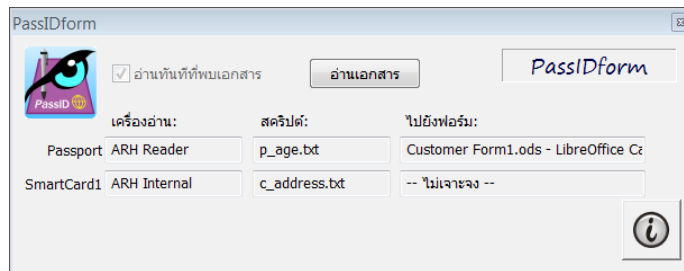 PassIDform
PassID
อ่านทันทีที่พบเอกสาร
อ่านเอกสาร
PassIDform
เครื่องอ่าน: สคริปต์: ไปยังฟอร์ม:
Passport ARH Reader p_age.txt Customer Form1.ods - LibreOffice Ca
SmartCard1 ARH Internal c_address.txt -- ไม่เจาะจง --